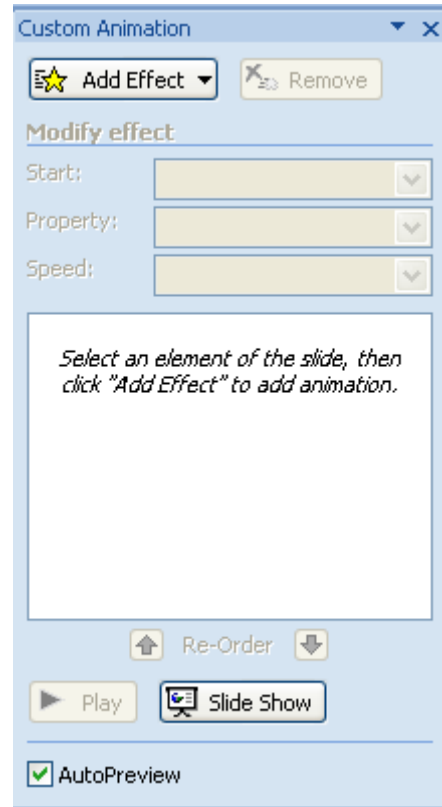 Custom Animation
Add Effect Remove
Modify effect
Start:
Property:
Speed:
Select an element of the slide, then
click "Add Effect" to add animation.
Re-Order
Play Slide Show
AutoPreview